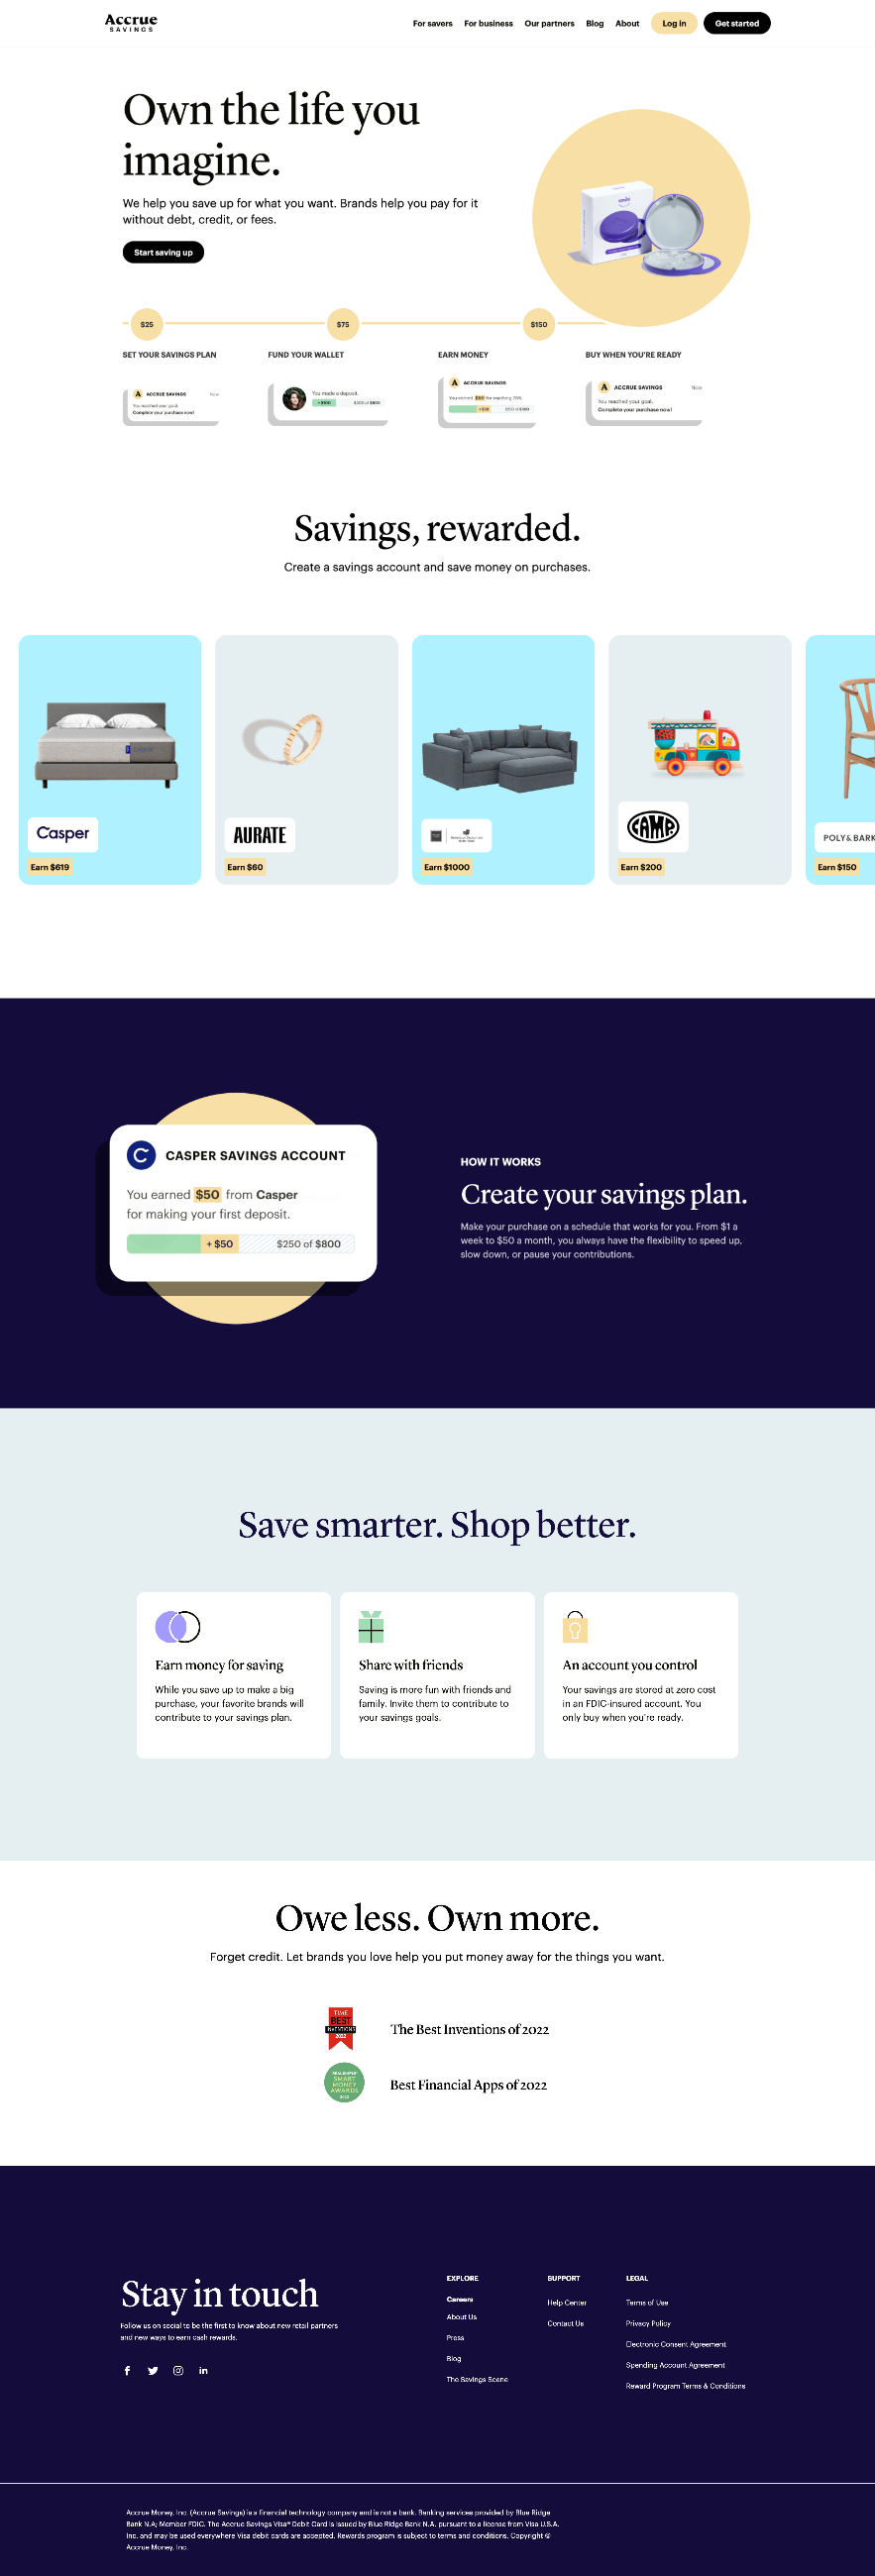 Accrue
SAVINGS
For savers
For business
Our partners
Blog
About
Log in
Get started
Own the life you
imagine.
We help you save up for what you want. Brands help you pay for it
without debt, credit, or fees.
Start saving up
smile
$25
$75
$150
SET YOUR SAVINGS PLAN
FUND YOUR WALLET
EARN MONEY
BUY WHEN YOU'RE READY
A ACCRUE SAVINGS
Now
You reached your goal.
Complete your purchase now!
You made a deposit.
+$100
$200 of $800
A ACCRUE SAVINGS
You earned $50 for reaching 25%
+$50
$250 of $800
A ACCRUE SAVINGS
Now
You reached your goal.
Complete your purchase now!
Savings, rewarded.
Create a savings account and save money on purchases.
Casper
Earn $619
AURATE
Earn $60
Earn $1000
CAMP
Earn $200
POLY & BARK
Earn $150
CASPER SAVINGS ACCOUNT
You earned $50 from Casper
for making your first deposit.
+ $50
$250 of $800
HOW IT WORKS
Create your savings plan.
Make your purchase on a schedule that works for you. From $1 a
week to $50 a month, you always have the flexibility to speed up,
slow down, or pause your contributions.
Save smarter. Shop better.
Earn money for saving
While you save up to make a big
purchase, your favorite brands will
contribute to your savings plan.
Share with friends
Saving is more fun with friends and
family. Invite them to contribute to
your savings goals.
An account you control
Your savings are stored at zero cost
in an FDIC-insured account. You
only buy when you're ready.
Owe less. Own more.
Forget credit. Let brands you love help you put money away for the things you want.
TIME
BEST
INVENTIONS
2022
The Best Inventions of 2022
REAL SIMPLE
SMART
MONEY
AWARDS
2022
Best Financial Apps of 2022
Stay in touch
Follow us on social to be the first to know about new retail partners
and new ways to earn cash rewards.
EXPLORE
Careers
About Us
Press
Blog
The Savings Scene
SUPPORT
Help Center
Contact Us
LEGAL
Terms of Use
Privacy Policy
Electronic Consent Agreement
Spending Account Agreement
Reward Program Terms & Conditions
Accrue Money, Inc. (Accrue Savings) is a financial technology company and is not a bank. Banking services provided by Blue Ridge
Bank N.A; Member FDIC. The Accrue Savings Visa® Debit Card is issued by Blue Ridge Bank N.A. pursuant to a license from Visa U.S.A.
Inc. and may be used everywhere Visa debit cards are accepted. Rewards program is subject to terms and conditions. Copyright ©
Accrue Money, Inc.